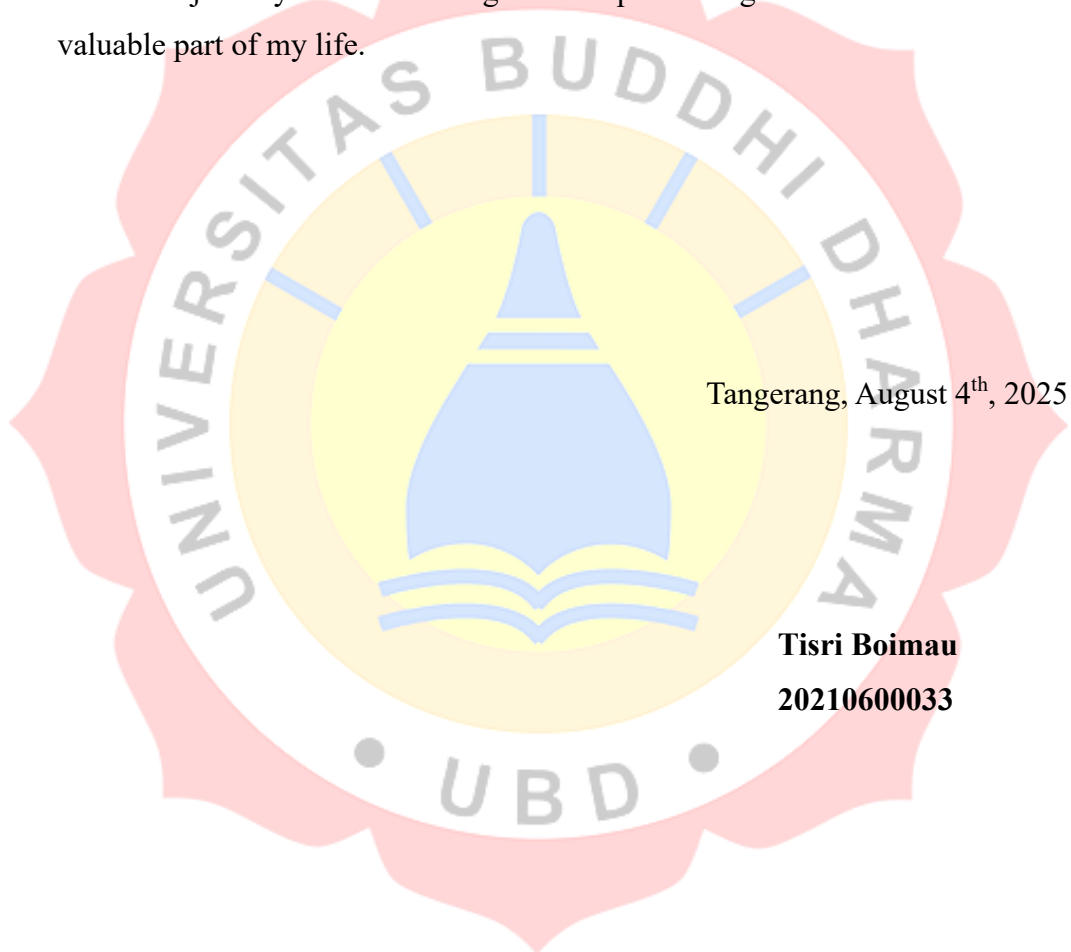 valuable part of my life.
UNIVERSITAS BUDDHI DHARMA
Tangerang, August 4th, 2025
Tisri Boimau
20210600033
• UBD •